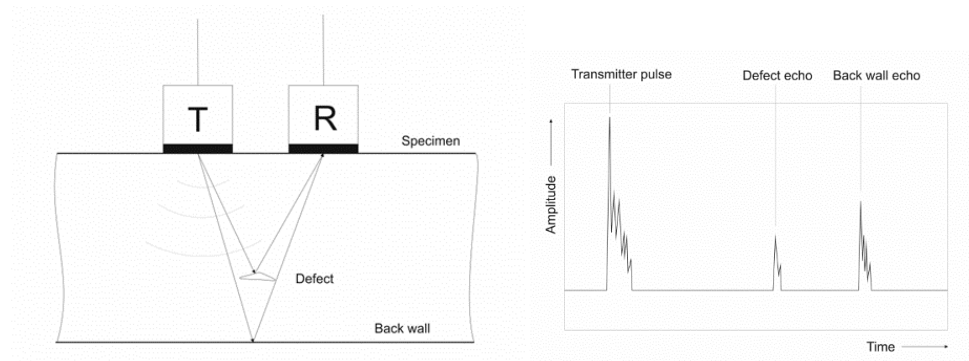 T
R
Specimen
Defect
Back wall
Transmitter pulse
Defect echo
Back wall echo
Amplitude
Time